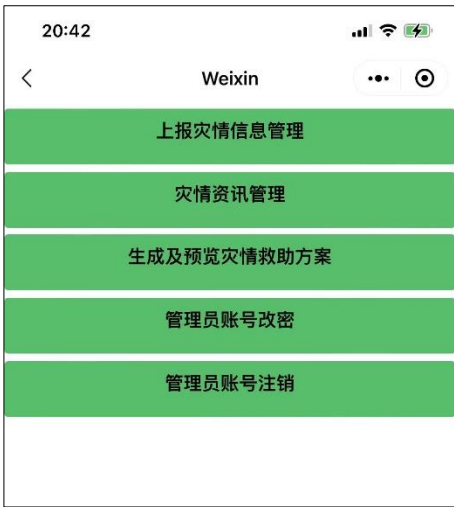 20:42
Weixin
上报灾情信息管理
灾情资讯管理
生成及预览灾情救助方案
管理员账号改密
管理员账号注销